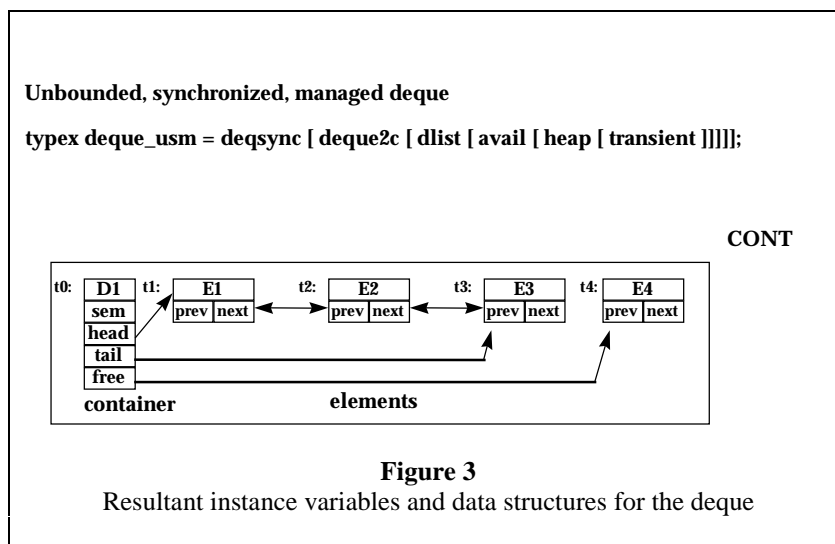 Unbounded, synchronized, managed deque
typex deque_usm = deqsync [ deque2c [ dlist [ avail [ heap [ transient ]]]]];
CONT
t0: D1 t1: E1 t2: E2 t3: E3 t4: E4
sem prev next prev next prev next prev next
head
tail
free
container elements
Figure 3
Resultant instance variables and data structures for the deque